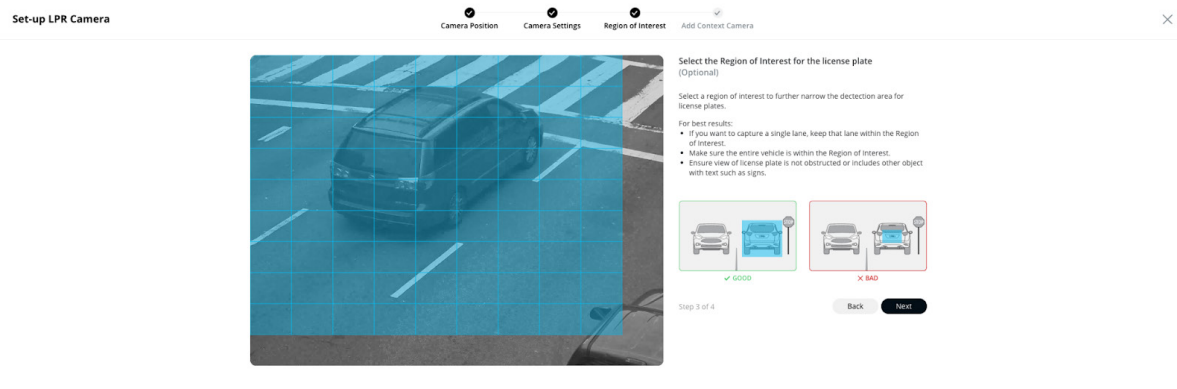 Set-up LPR Camera
Camera Position
Camera Settings
Region of Interest
Add Context Camera
Select the Region of Interest for the license plate
(Optional)
Select a region of interest to further narrow the dectection area for
license plates.
For best results:
• If you want to capture a single lane, keep that lane within the Region
of Interest.
• Make sure the entire vehicle is within the Region of Interest.
• Ensure view of license plate is not obstructed or includes other object
with text such as signs.
STOP
STOP
GOOD
BAD
Step 3 of 4
Back
Next